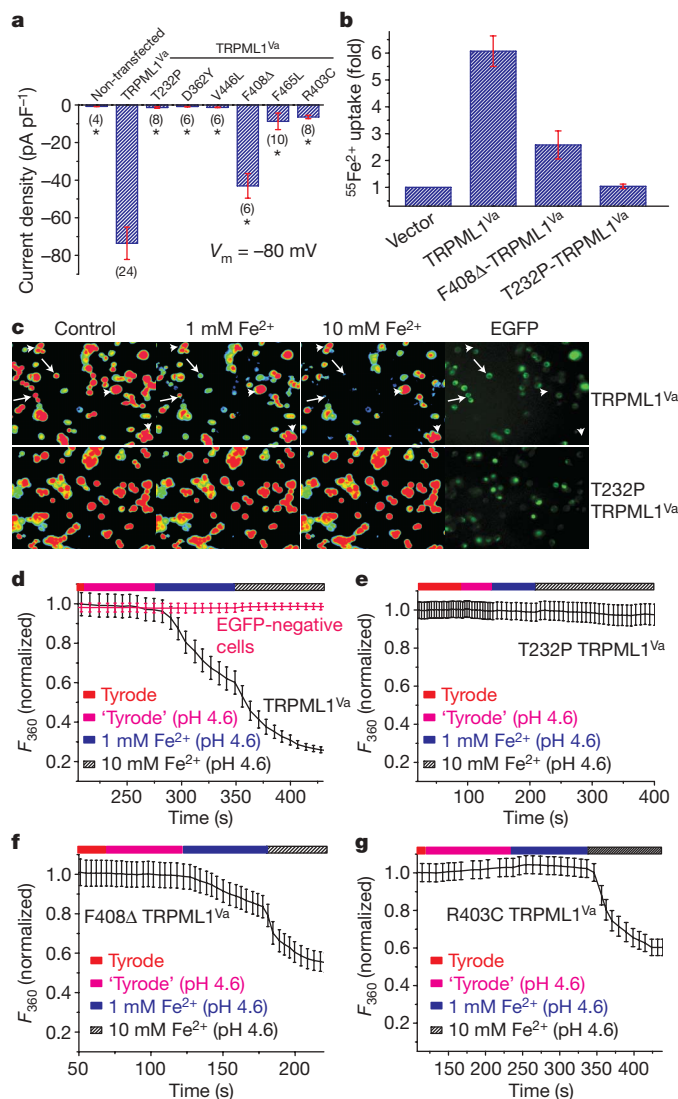 a
TRPML1Va
Non-transfected
TRPML1Va
T232P
D362Y
V446L
F408Δ
F465L
R403C
Current density (pA pF−1)
0
−20
−40
−60
−80
(4)
*
(24)
(8)
*
(6)
*
(6)
*
(6)
*
(10)
*
(8)
*
Vm = −80 mV
b
55Fe2+ uptake (fold)
6
5
4
3
2
1
Vector
TRPML1Va
F408Δ-TRPML1Va
T232P-TRPML1Va
c
Control
1 mM Fe2+
10 mM Fe2+
EGFP
TRPML1Va
T232P
TRPML1Va
d
F360 (normalized)
1.0
0.8
0.6
0.4
0.2
EGFP-negative
cells
TRPML1Va
Tyrode
'Tyrode' (pH 4.6)
1 mM Fe2+ (pH 4.6)
10 mM Fe2+ (pH 4.6)
250 300 350 400
Time (s)
e
F360 (normalized)
1.0
0.8
0.6
0.4
0.2
T232P TRPML1Va
Tyrode
'Tyrode' (pH 4.6)
1 mM Fe2+ (pH 4.6)
10 mM Fe2+ (pH 4.6)
100 200 300 400
Time (s)
f
F360 (normalized)
1.0
0.8
0.6
0.4
0.2
F408Δ TRPML1Va
Tyrode
'Tyrode' (pH 4.6)
1 mM Fe2+ (pH 4.6)
10 mM Fe2+ (pH 4.6)
50 100 150 200
Time (s)
g
F360 (normalized)
1.0
0.8
0.6
0.4
0.2
R403C TRPML1Va
Tyrode
'Tyrode' (pH 4.6)
1 mM Fe2+ (pH 4.6)
10 mM Fe2+ (pH 4.6)
150 200 250 300 350 400
Time (s)